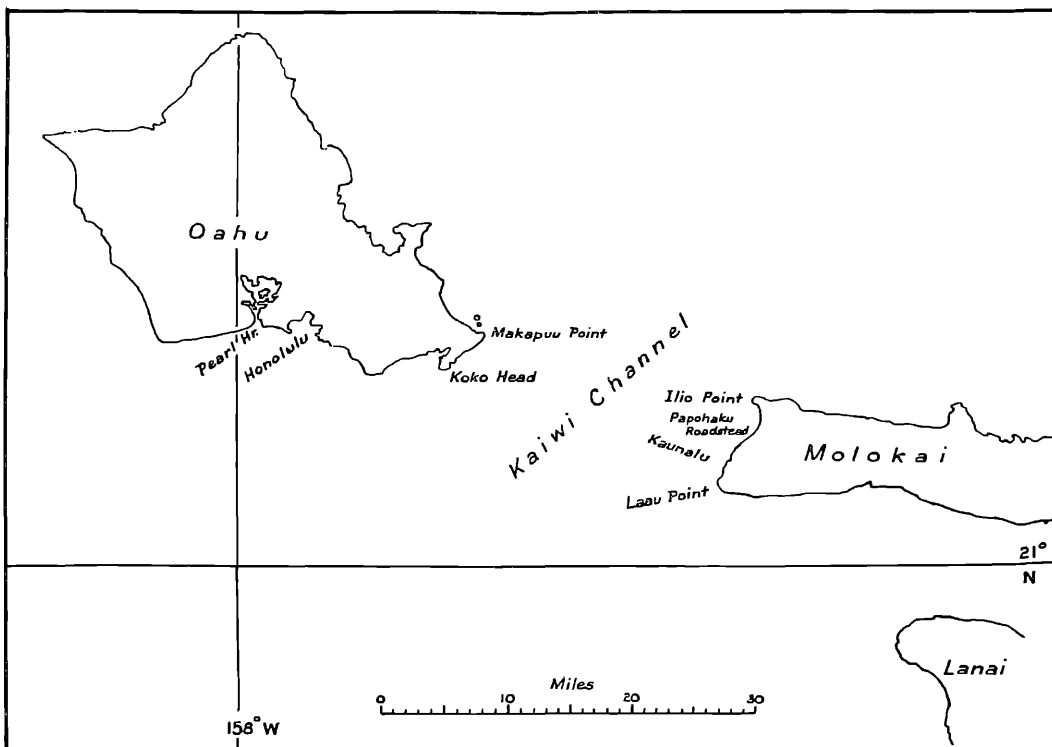 Oahu
Pearl Hr.
Honolulu
Makapuu Point
Koko Head
Kaiwi Channel
Ilio Point
Papohaku
Roadstead
Kaunalu
Laau Point
Molokai
21°
N
Lanai
Miles
0 10 20 30
158° W